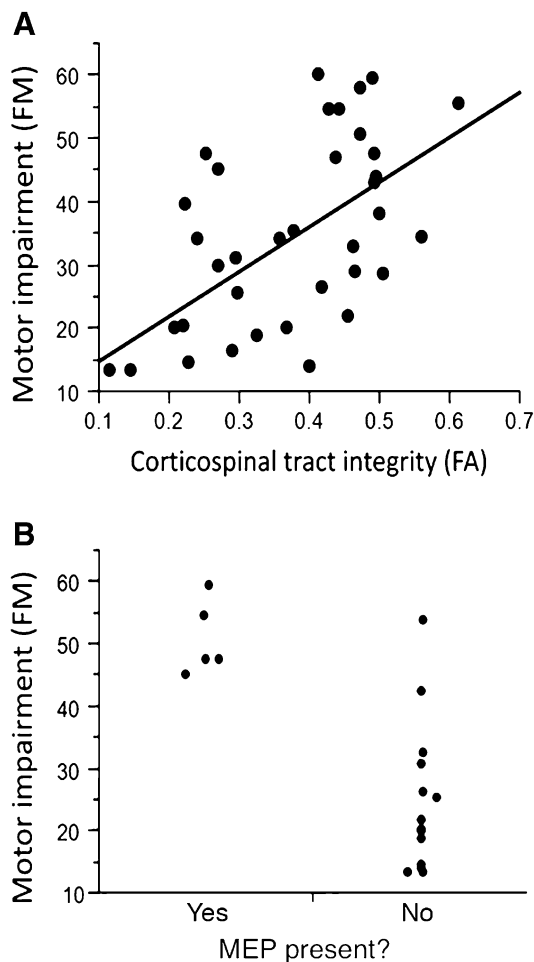 A
Motor impairment (FM)
60
50
40
30
20
10
0.1 0.2 0.3 0.4 0.5 0.6 0.7
Corticospinal tract integrity (FA)
B
Motor impairment (FM)
60
50
40
30
20
10
Yes No
MEP present?